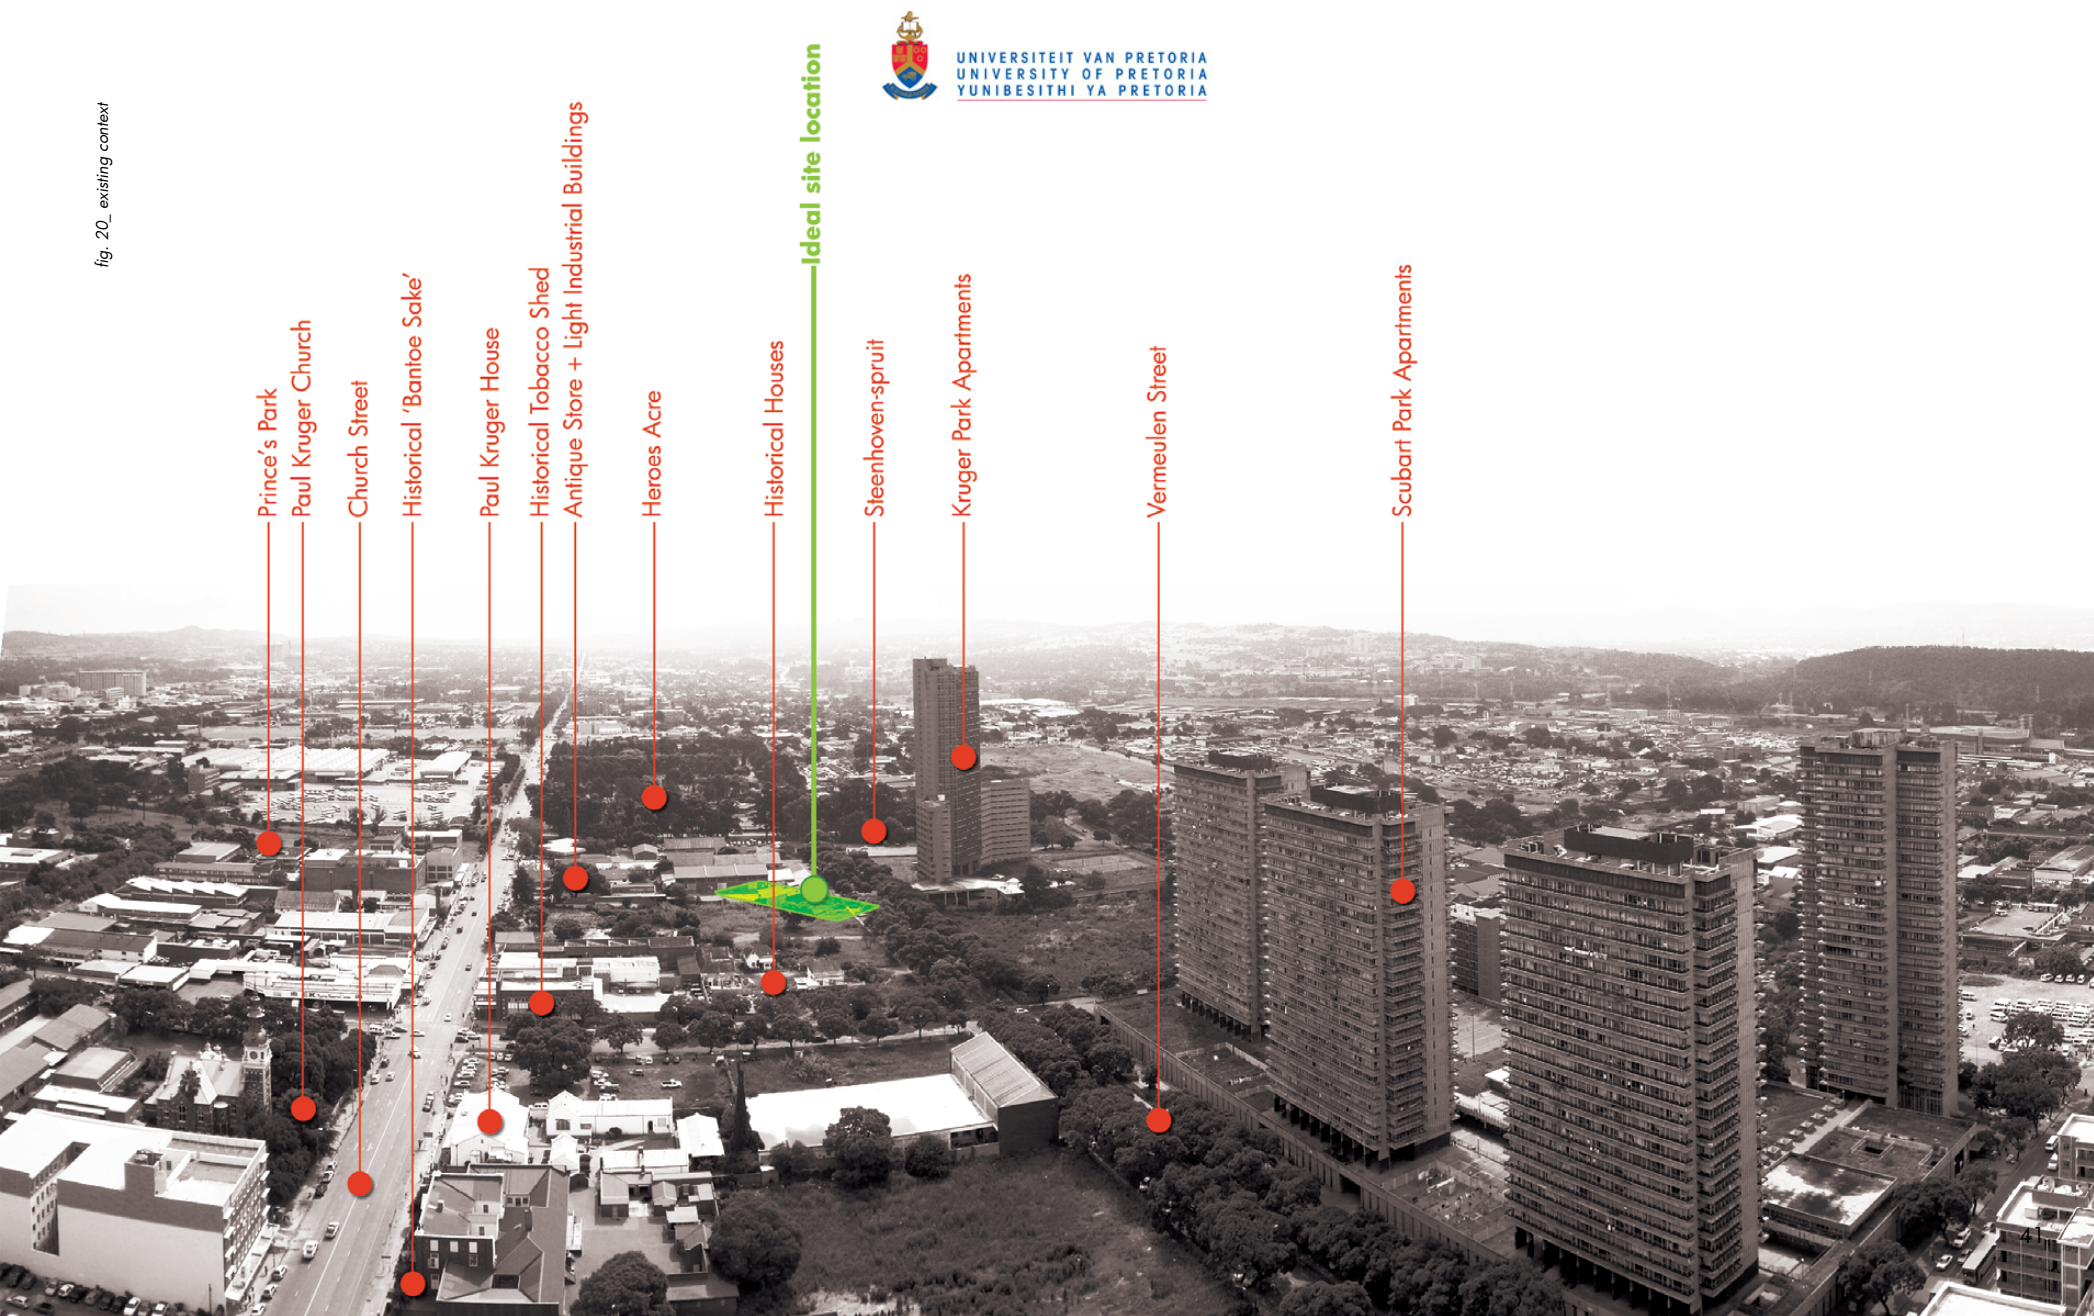 UNIVERSITEIT VAN PRETORIA
UNIVERSITY OF PRETORIA
YUNIBESITHI YA PRETORIA
fig. 20_ existing context
Prince's Park
Paul Kruger Church
Church Street
Historical 'Bantoe Sake'
Paul Kruger House
Historical Tobacco Shed
Antique Store + Light Industrial Buildings
Heroes Acre
Historical Houses
Ideal site location
Steenhoven-spruit
Kruger Park Apartments
Vermeulen Street
Scubart Park Apartments
41